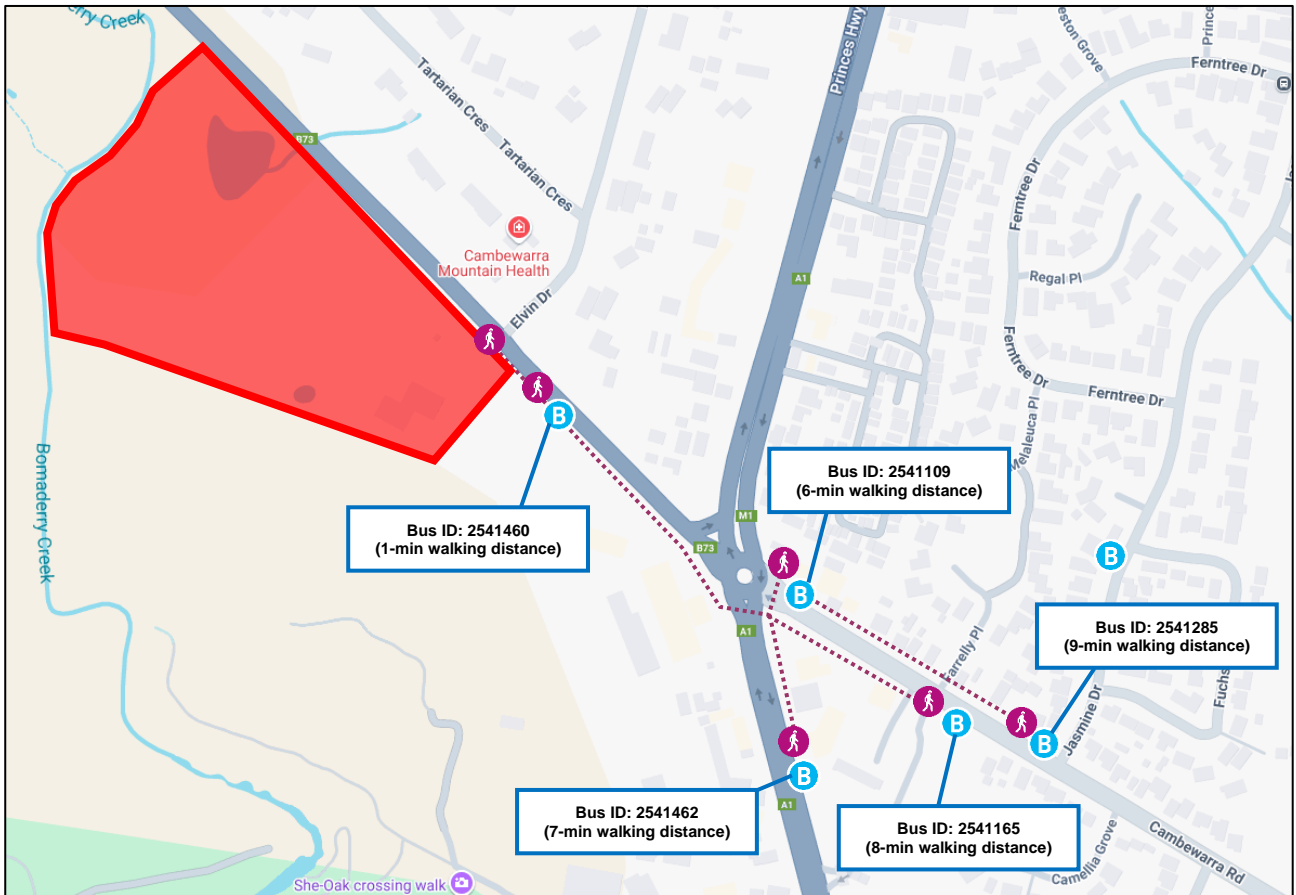 Bomaderry Creek
B73
Tartarian Cres
Tartarian Cres
Cambewarra
Mountain Health
Elvin Dr
Princes Hwy
A1
Ferntree Dr
Ferntree Dr
Regal Pl
Ferntree Dr
Ferntree Dr
Melaleuca Pl
B
Bus ID: 2541460
(1-min walking distance)
Bus ID: 2541109
(6-min walking distance)
M1
B73
B
B
A1
Bomaderry Creek
Farrelly Pl
Bus ID: 2541285
(9-min walking distance)
Jasmine Dr
B
B
B
A1
Bus ID: 2541462
(7-min walking distance)
Bus ID: 2541165
(8-min walking distance)
Camellia Grove
Cambewarra Rd
She-Oak crossing walk